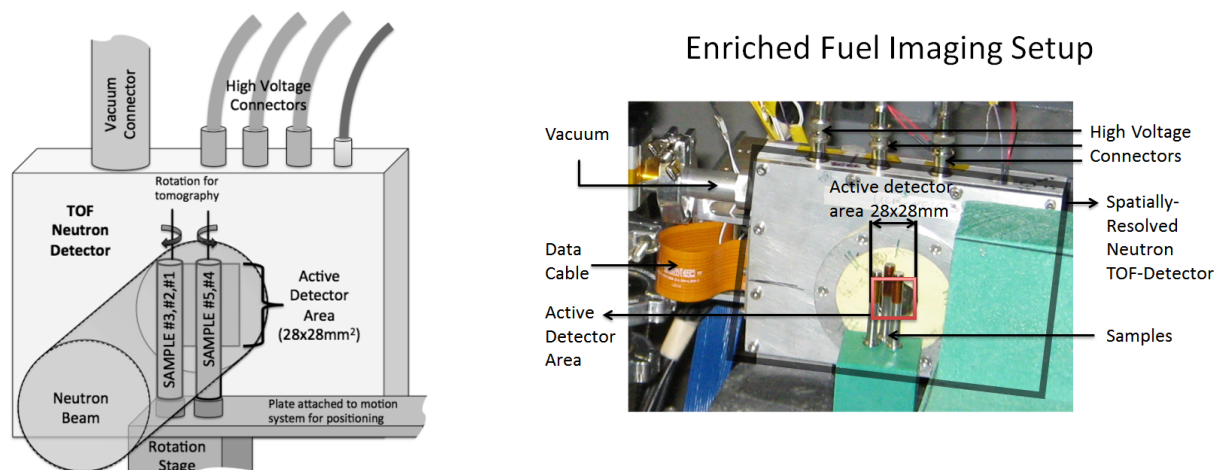 Vacuum
Connector
High Voltage
Connectors
Rotation for
tomography
TOF
Neutron
Detector
SAMPLE #3,#2,#1
SAMPLE #5,#4
Active
Detector
Area
(28x28mm²)
Neutron
Beam
Plate attached to motion
system for positioning
Rotation
Stage
Enriched Fuel Imaging Setup
Vacuum
High Voltage
Connectors
Active detector
area 28x28mm
Spatially-
Resolved
Neutron
TOF-Detector
Data
Cable
Active
Detector
Area
Samples